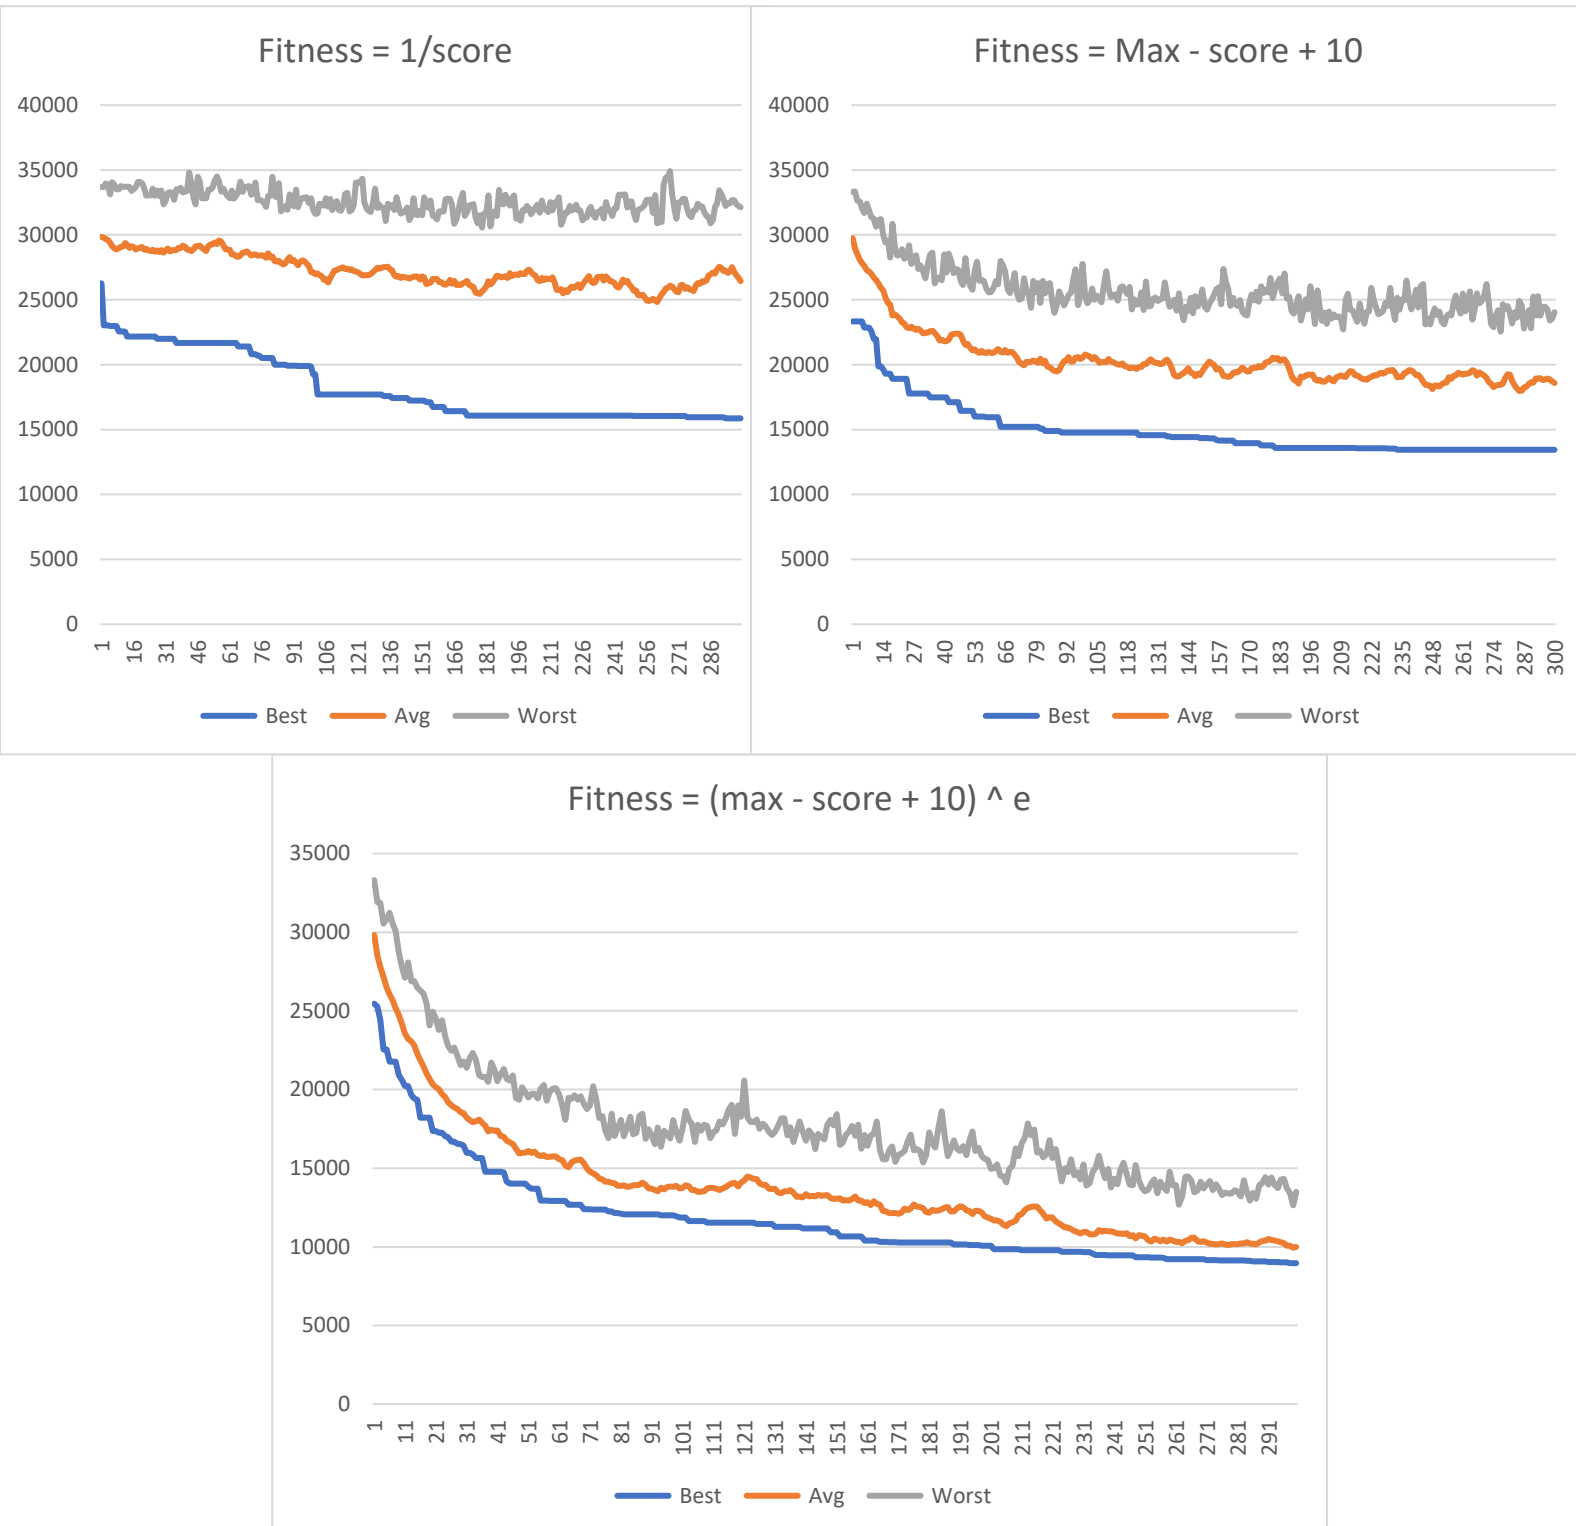 Fitness = 1/score
40000
35000
30000
25000
20000
15000
10000
5000
0
1 16 31 46 61 76 91 106 121 136 151 166 181 196 211 226 241 256 271 286
Best Avg Worst
Fitness = Max - score + 10
40000
35000
30000
25000
20000
15000
10000
5000
0
1 14 27 40 53 66 79 92 105 118 131 144 157 170 183 196 209 222 235 248 261 274 287 300
Best Avg Worst
Fitness = (max - score + 10) ^ e
35000
30000
25000
20000
15000
10000
5000
0
1 11 21 31 41 51 61 71 81 91 101 111 121 131 141 151 161 171 181 191 201 211 221 231 241 251 261 271 281 291
Best Avg Worst